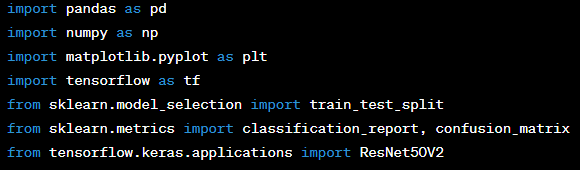 import pandas as pd
import numpy as np
import matplotlib.pyplot as plt
import tensorflow as tf
from sklearn.model_selection import train_test_split
from sklearn.metrics import classification_report, confusion_matrix
from tensorflow.keras.applications import ResNet50V2